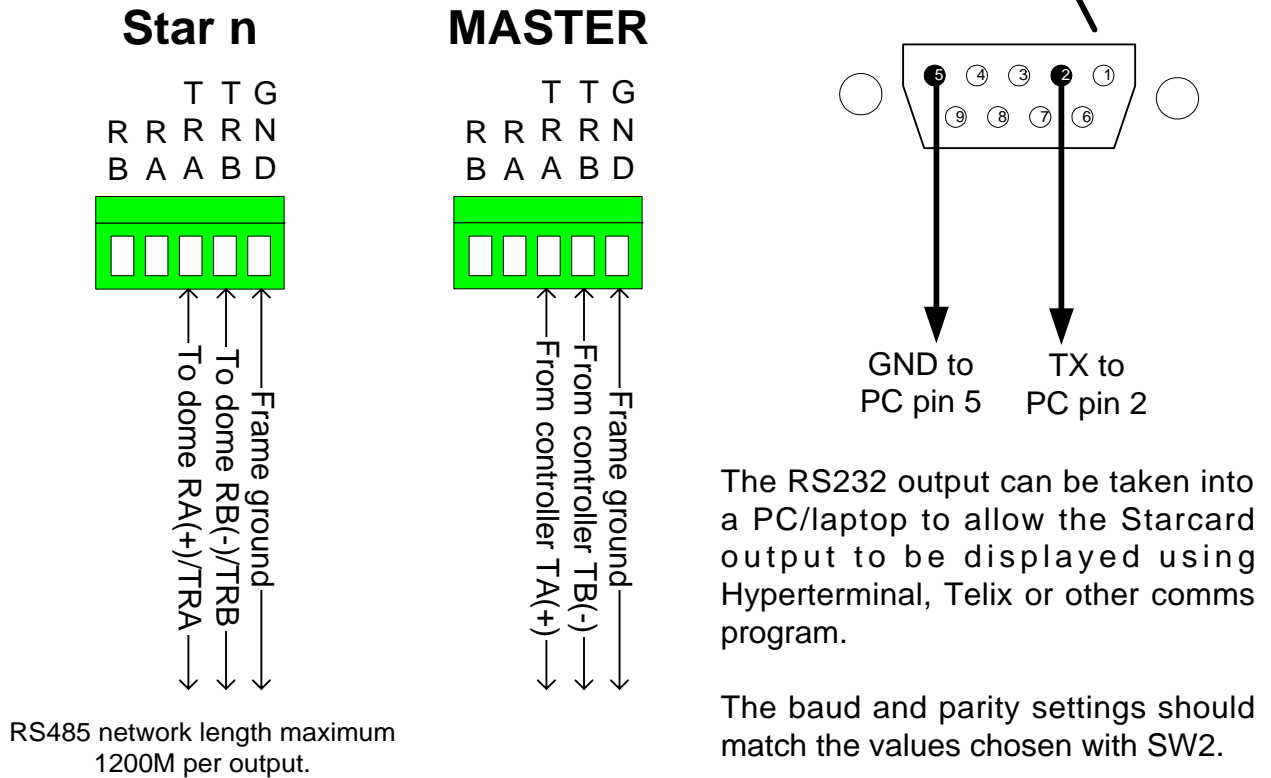 Star n
T T G
R R R R N
B A A B D
To dome RA(+)/TRA
To dome RB(-)/TRB
Frame ground
RS485 network length maximum
1200M per output.
MASTER
T T G
R R R R N
B A A B D
From controller TA(+)
From controller TB(-)
Frame ground
5 4 3 2 1
9 8 7 6
GND to
PC pin 5
TX to
PC pin 2
The RS232 output can be taken into
a PC/laptop to allow the Starcard
output to be displayed using
Hyperterminal, Telix or other comms
program.
The baud and parity settings should
match the values chosen with SW2.